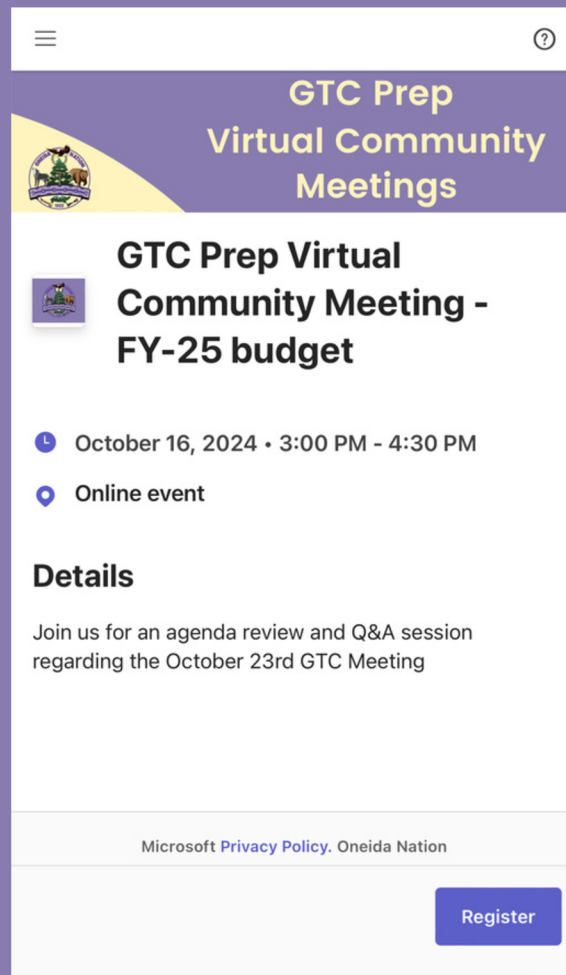 GTC Prep
Virtual Community
Meetings
GTC Prep Virtual
Community Meeting -
FY-25 budget
October 16, 2024 • 3:00 PM - 4:30 PM
Online event
Details
Join us for an agenda review and Q&A session
regarding the October 23rd GTC Meeting
Microsoft Privacy Policy. Oneida Nation
Register